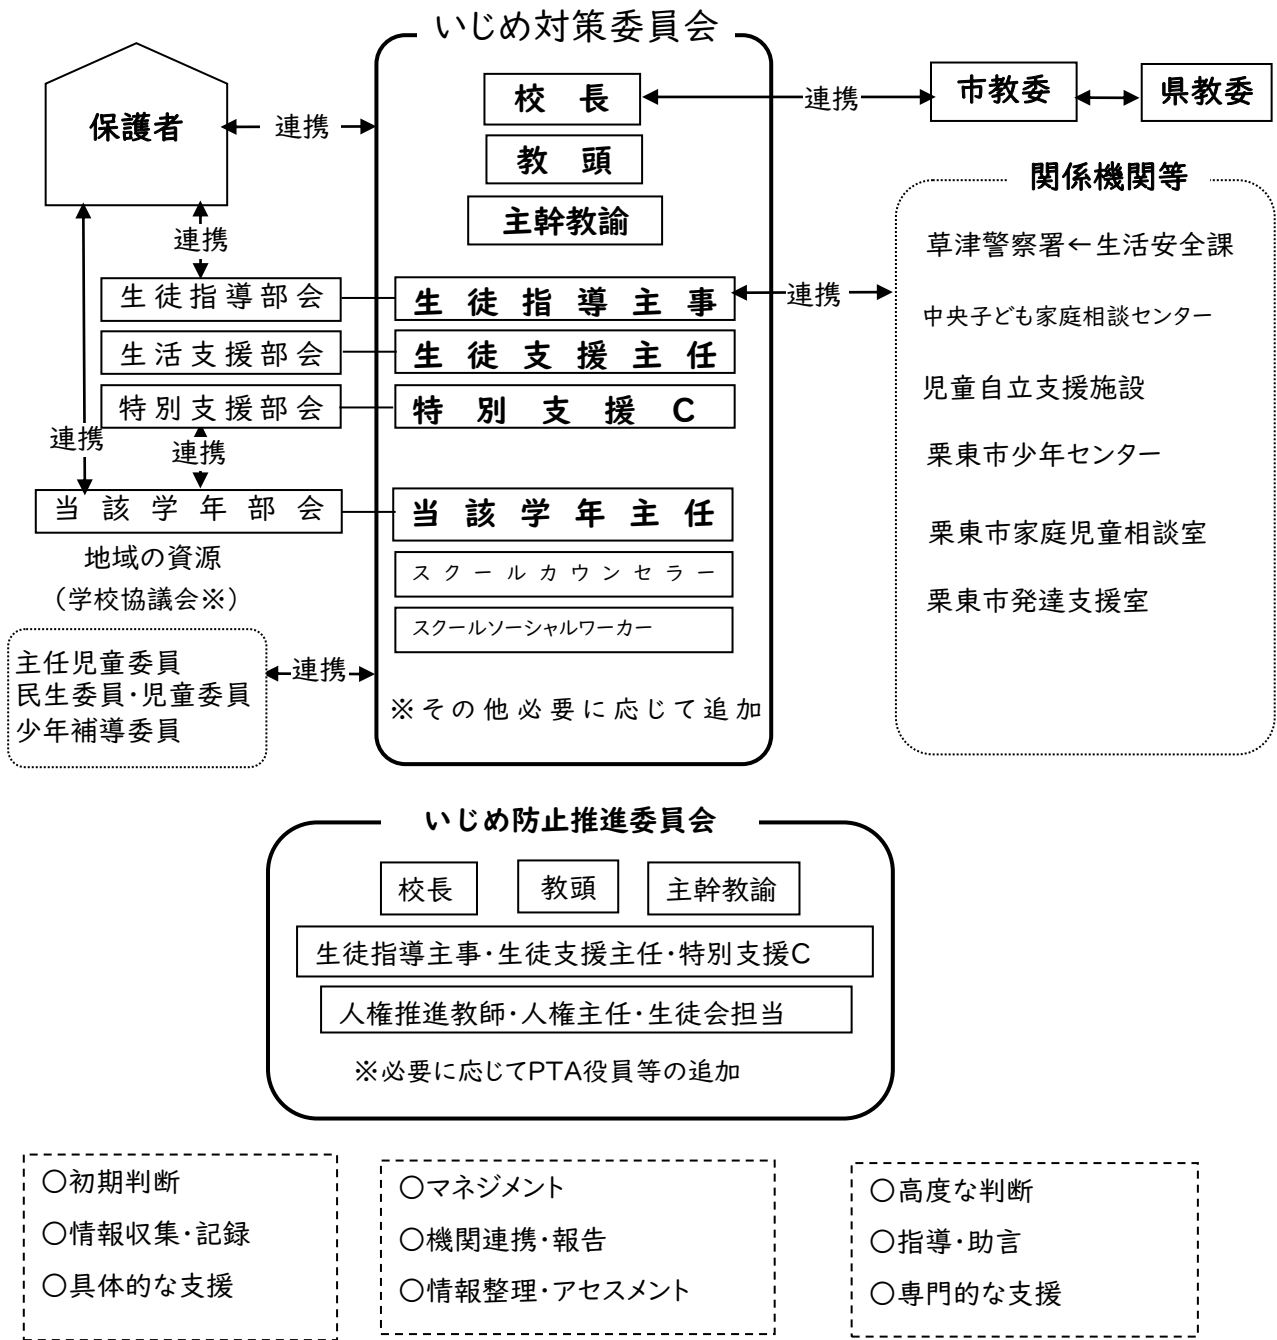 いじめ対策委員会
校長
教頭
主幹教諭
生徒指導主事
生徒支援主任
特別支援C
当該学年主任
スクールカウンセラー
スクールソーシャルワーカー
※その他必要に応じて追加
保護者
連携
連携
生徒指導部会
生活支援部会
特別支援部会
連携
連携
当該学年部会
地域の資源
(学校協議会※)
主任児童委員
民生委員・児童委員
少年補導委員
連携
連携
市教委
県教委
連携
関係機関等
草津警察署←生活安全課
中央子ども家庭相談センター
児童自立支援施設
栗東市少年センター
栗東市家庭児童相談室
栗東市発達支援室
いじめ防止推進委員会
校長
教頭
主幹教諭
生徒指導主事・生徒支援主任・特別支援C
人権推進教師・人権主任・生徒会担当
※必要に応じてPTA役員等の追加
○初期判断
○情報収集・記録
○具体的な支援
○マネジメント
○機関連携・報告
○情報整理・アセスメント
○高度な判断
○指導・助言
○専門的な支援